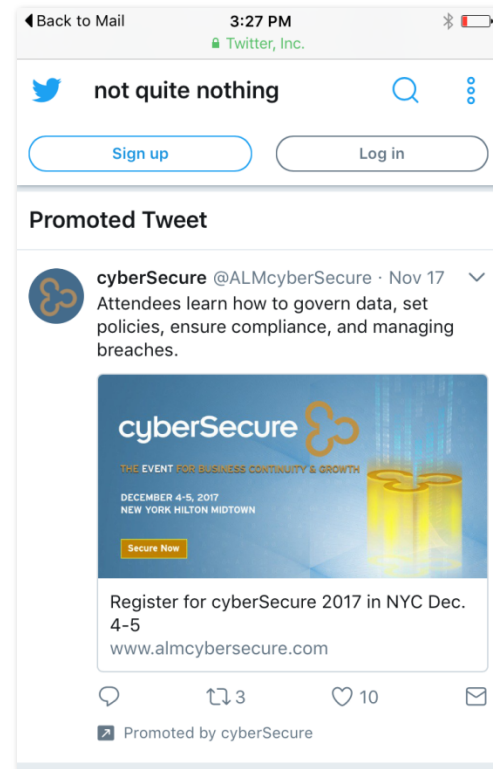 Back to Mail 3:27 PM
Twitter, Inc.
not quite nothing
Sign up Log in
Promoted Tweet
cyberSecure @ALMcyberSecure · Nov 17
Attendees learn how to govern data, set
policies, ensure compliance, and managing
breaches.
cyberSecure
THE EVENT FOR BUSINESS CONTINUITY & GROWTH
DECEMBER 4-5, 2017
NEW YORK HILTON MIDTOWN
Secure Now
Register for cyberSecure 2017 in NYC Dec.
4-5
www.almcybersecure.com
3 10
Promoted by cyberSecure